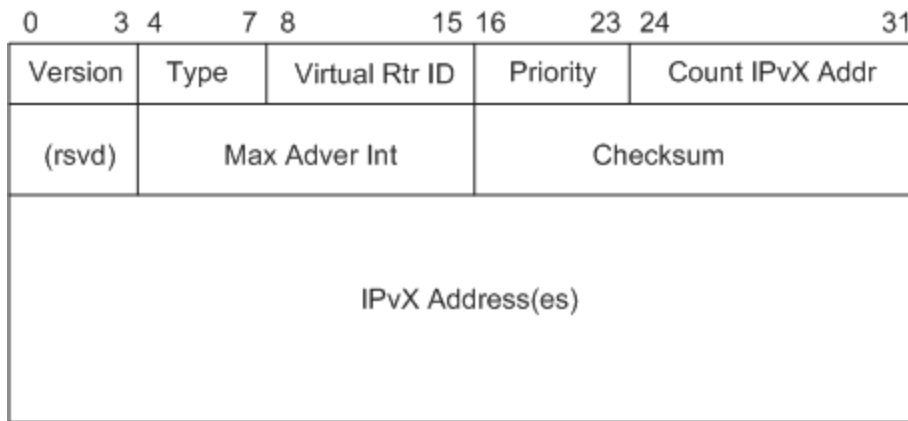 0 3 4 7 8 15 16 23 24 31
Version Type Virtual Rtr ID Priority Count IPvX Addr
(rsvd) Max Adver Int Checksum
IPvX Address(es)